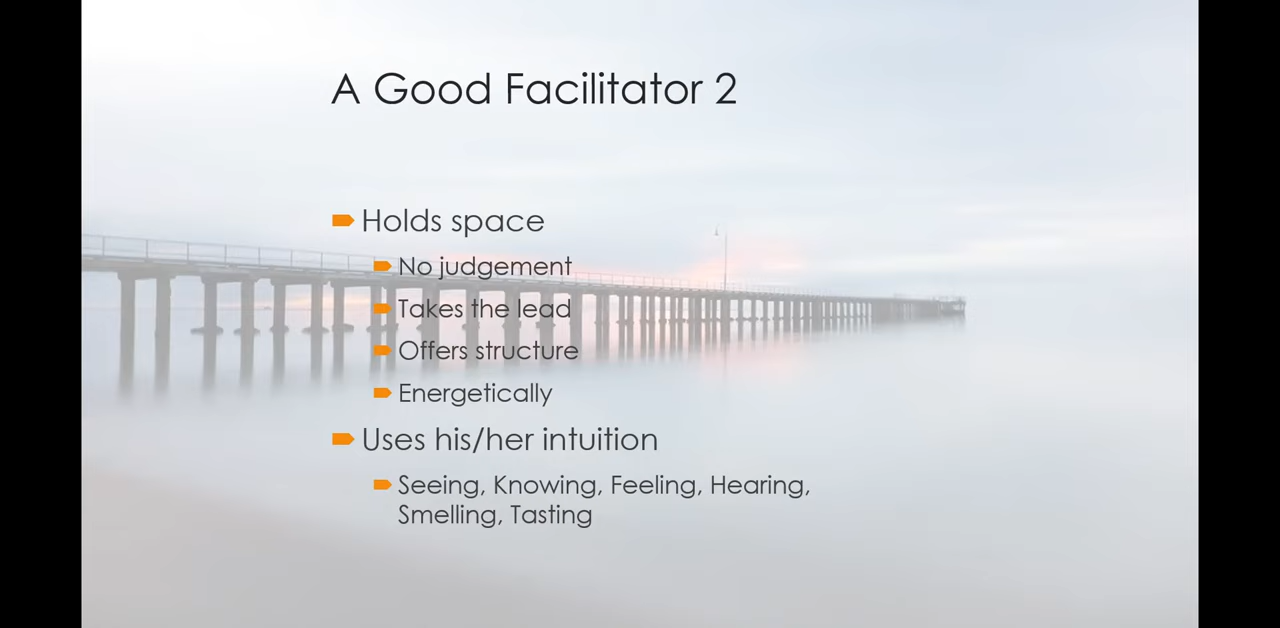 A Good Facilitator 2
Holds space
No judgement
Takes the lead
Offers structure
Energetically
Uses his/her intuition
Seeing, Knowing, Feeling, Hearing,
Smelling, Tasting